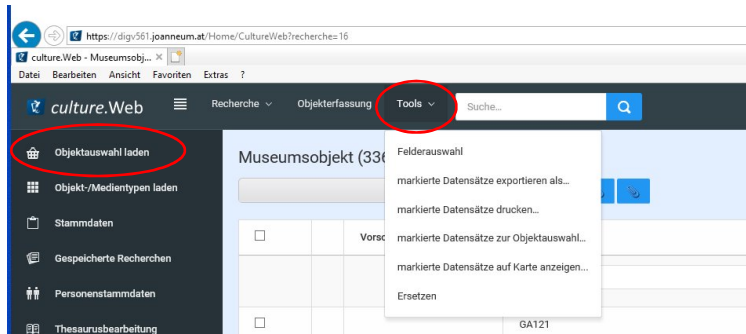 https://digv561.joanneum.at/Home/CultureWeb?recherche=16
culture.Web - Museumsobj...
Datei Bearbeiten Ansicht Favoriten Extras ?
culture.Web Recherche Objekterfassung Tools Suche...
Objektauswahl laden
Museumsobjekt (336
Felderauswahl
Objekt-/Medientypen laden
markierte Datensätze exportieren als...
markierte Datensätze drucken...
Stammdaten
markierte Datensätze zur Objektauswahl...
Gespeicherte Recherchen
markierte Datensätze auf Karte anzeigen...
Personenstammdaten
Ersetzen
Thesaurusbearbeitung
GA121